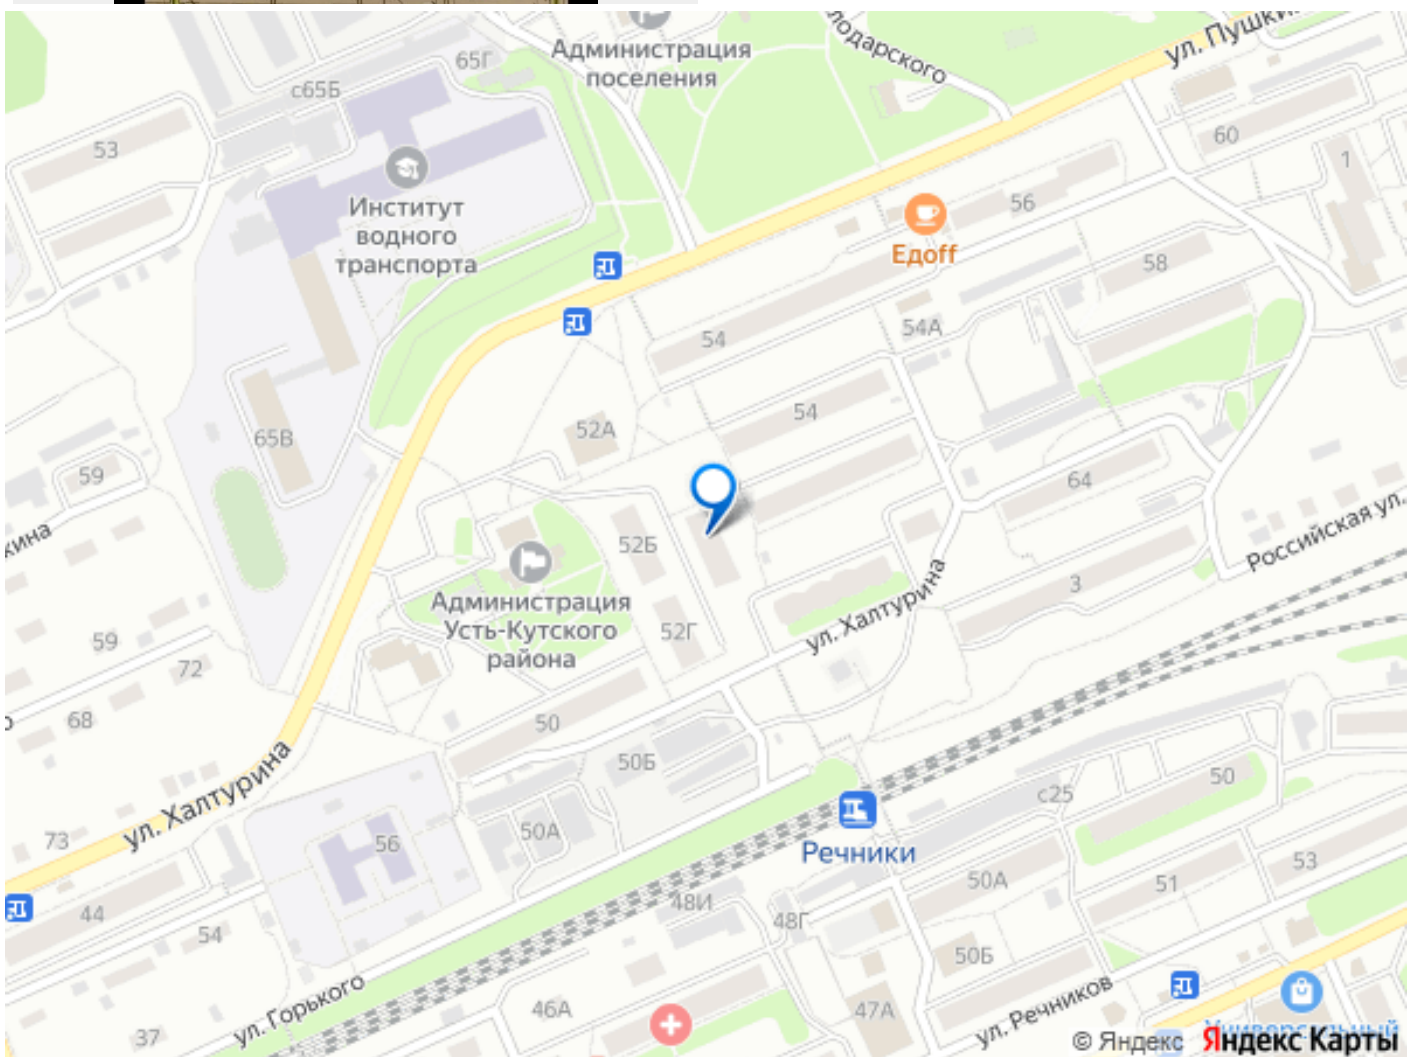 Администрация
поселения
лодарского
ул. Пушки
65Г
с65Б
53
60
1
Институт
водного
транспорта
56
Едоff
58
54
54А
54
52А
65В
59
64
кина
Российская ул.
52Б
Администрация
Усть-Кутского
района
52Г
ул. Халтурина
3
59
72
68
50
50Б
ул. Халтурина
73
56
50А
с25
50
Речники
53
50А
51
44
54
48И
48Г
50Б
46А
47А
ул. Речников
ул. Горького
37
Универсальный
© Яндекс Яндекс Карты